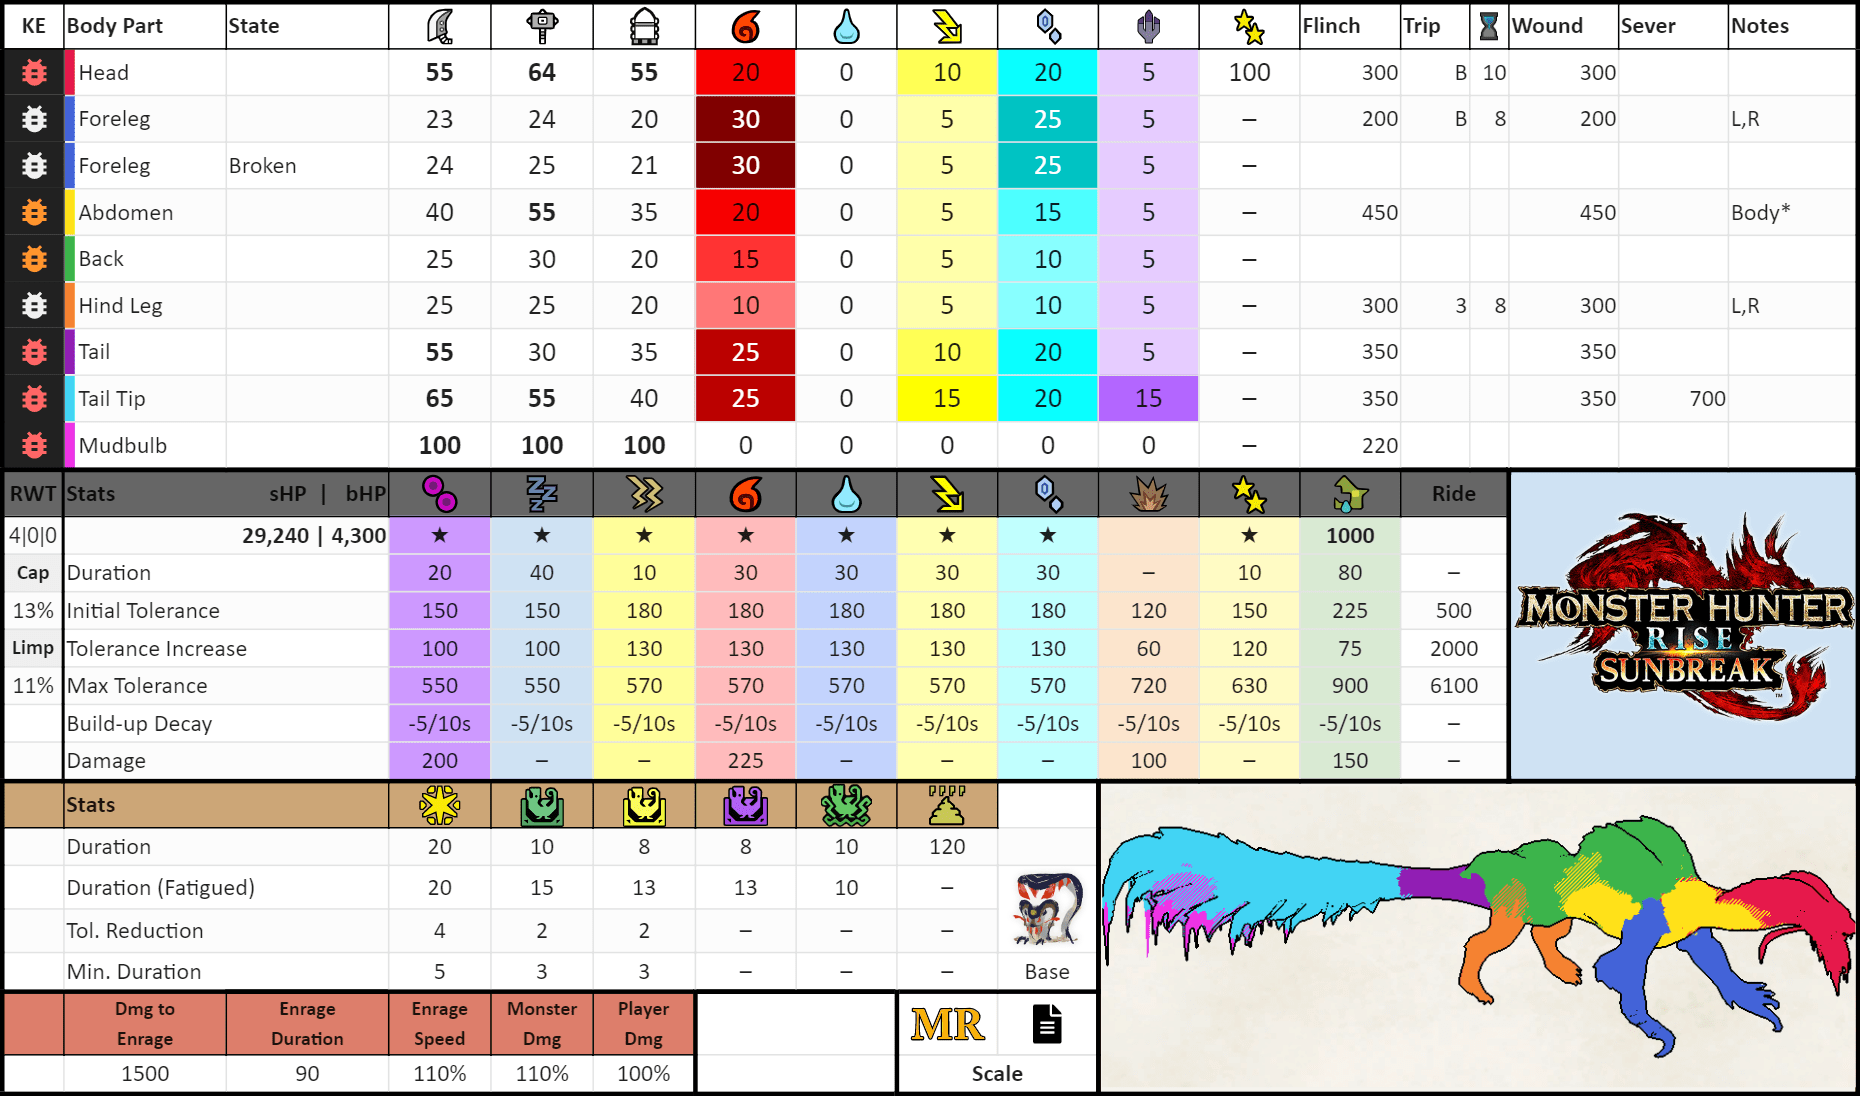 KE Body Part State Flinch Trip Wound Sever Notes
Head 55 64 55 20 0 10 20 5 100 300 B 10 300
Foreleg 23 24 20 30 0 5 25 5 – 200 B 8 200 L,R
Foreleg Broken 24 25 21 30 0 5 25 5 –
Abdomen 40 55 35 20 0 5 15 5 – 450 450 Body*
Back 25 30 20 15 0 5 10 5 –
Hind Leg 25 25 20 10 0 5 10 5 – 300 3 8 300 L,R
Tail 55 30 35 25 0 10 20 5 – 350 350
Tail Tip 65 55 40 25 0 15 20 15 – 350 350 700
Mudbulb 100 100 100 0 0 0 0 0 – 220
RWT Stats sHP | bHP Ride
4|0|0 29,240 | 4,300 ★ ★ ★ ★ ★ ★ ★ ★ 1000
Cap Duration 20 40 10 30 30 30 30 – 10 80 –
13% Initial Tolerance 150 150 180 180 180 180 180 120 150 225 500
Limp Tolerance Increase 100 100 130 130 130 130 130 60 120 75 2000
11% Max Tolerance 550 550 570 570 570 570 570 720 630 900 6100
Build-up Decay -5/10s -5/10s -5/10s -5/10s -5/10s -5/10s -5/10s -5/10s -5/10s -5/10s –
Damage 200 – – 225 – – – 100 – 150 –
MONSTER HUNTER
RISE
SUNBREAK
™
Stats
Duration 20 10 8 8 10 120
Duration (Fatigued) 20 15 13 13 10 –
Tol. Reduction 4 2 2 – – –
Min. Duration 5 3 3 – – – Base
Dmg to Enrage Enrage Monster Player
Enrage Duration Speed Dmg Dmg
MR
1500 90 110% 110% 100% Scale